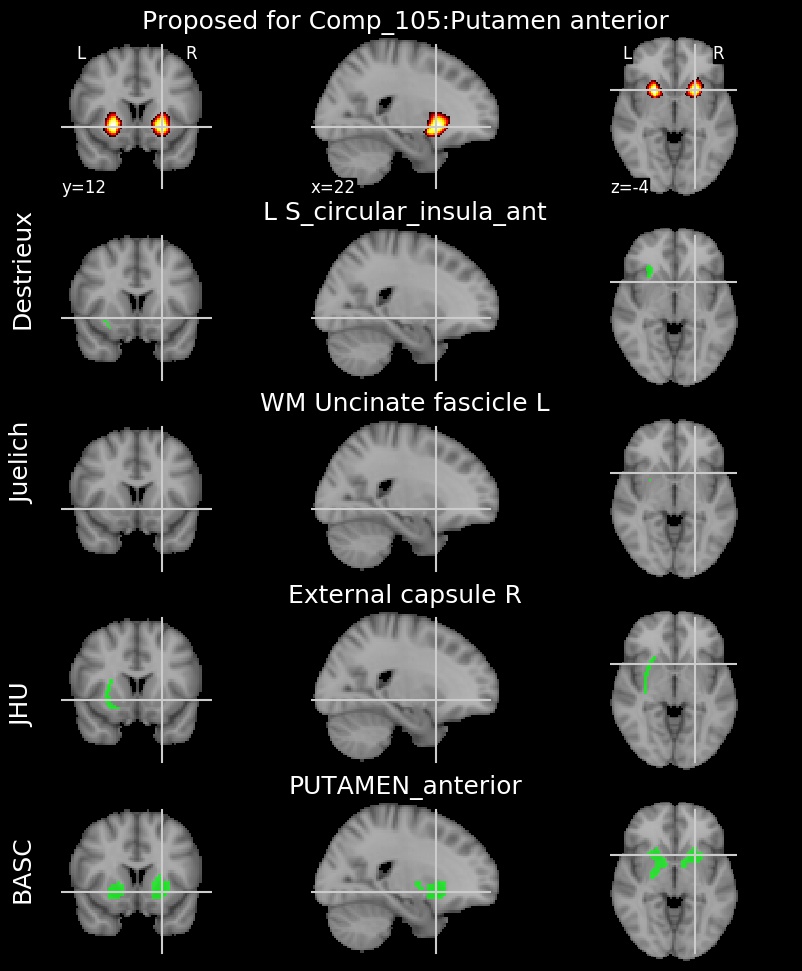 Proposed for Comp_105:Putamen anterior
L R L R
y=12 x=22 z=-4
L S_circular_insula_ant
Destrieux
WM Uncinate fascicle L
Juelich
External capsule R
JHU
PUTAMEN_anterior
BASC